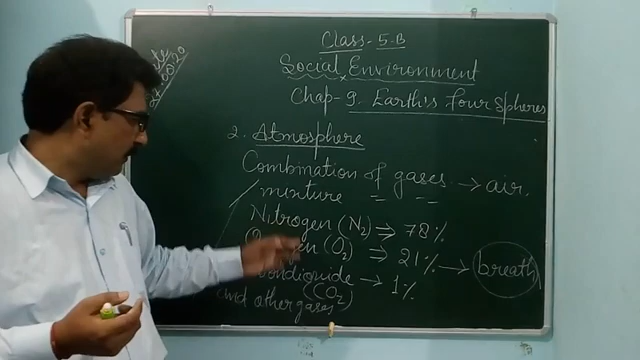 Class - 5-B
Social Environment
Chap- 9. Earth's Four Spheres
2. Atmosphere
Combination of gases → air.
mixture " "
Nitrogen (N₂) ⇒ 78%
(O₂) ⇒ 21% → breath
→ 1%
(CO₂)
and other gases